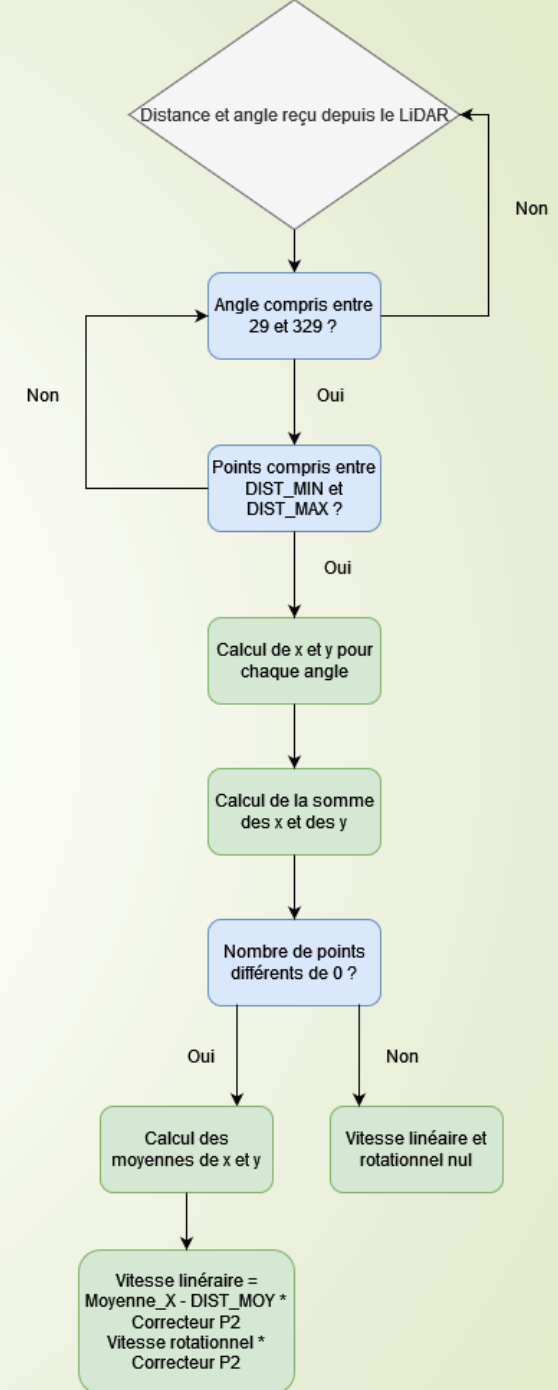 Distance et angle reçu depuis le LiDAR
Non
Angle compris entre
29 et 329 ?
Non
Oui
Points compris entre
DIST_MIN et
DIST_MAX ?
Oui
Calcul de x et y pour
chaque angle
Calcul de la somme
des x et des y
Nombre de points
différents de 0 ?
Oui
Non
Calcul des
moyennes de x et y
Vitesse linéaire et
rotationnel nul
Vitesse linéraire =
Moyenne_X - DIST_MOY *
Correcteur P2
Vitesse rotationnel *
Correcteur P2